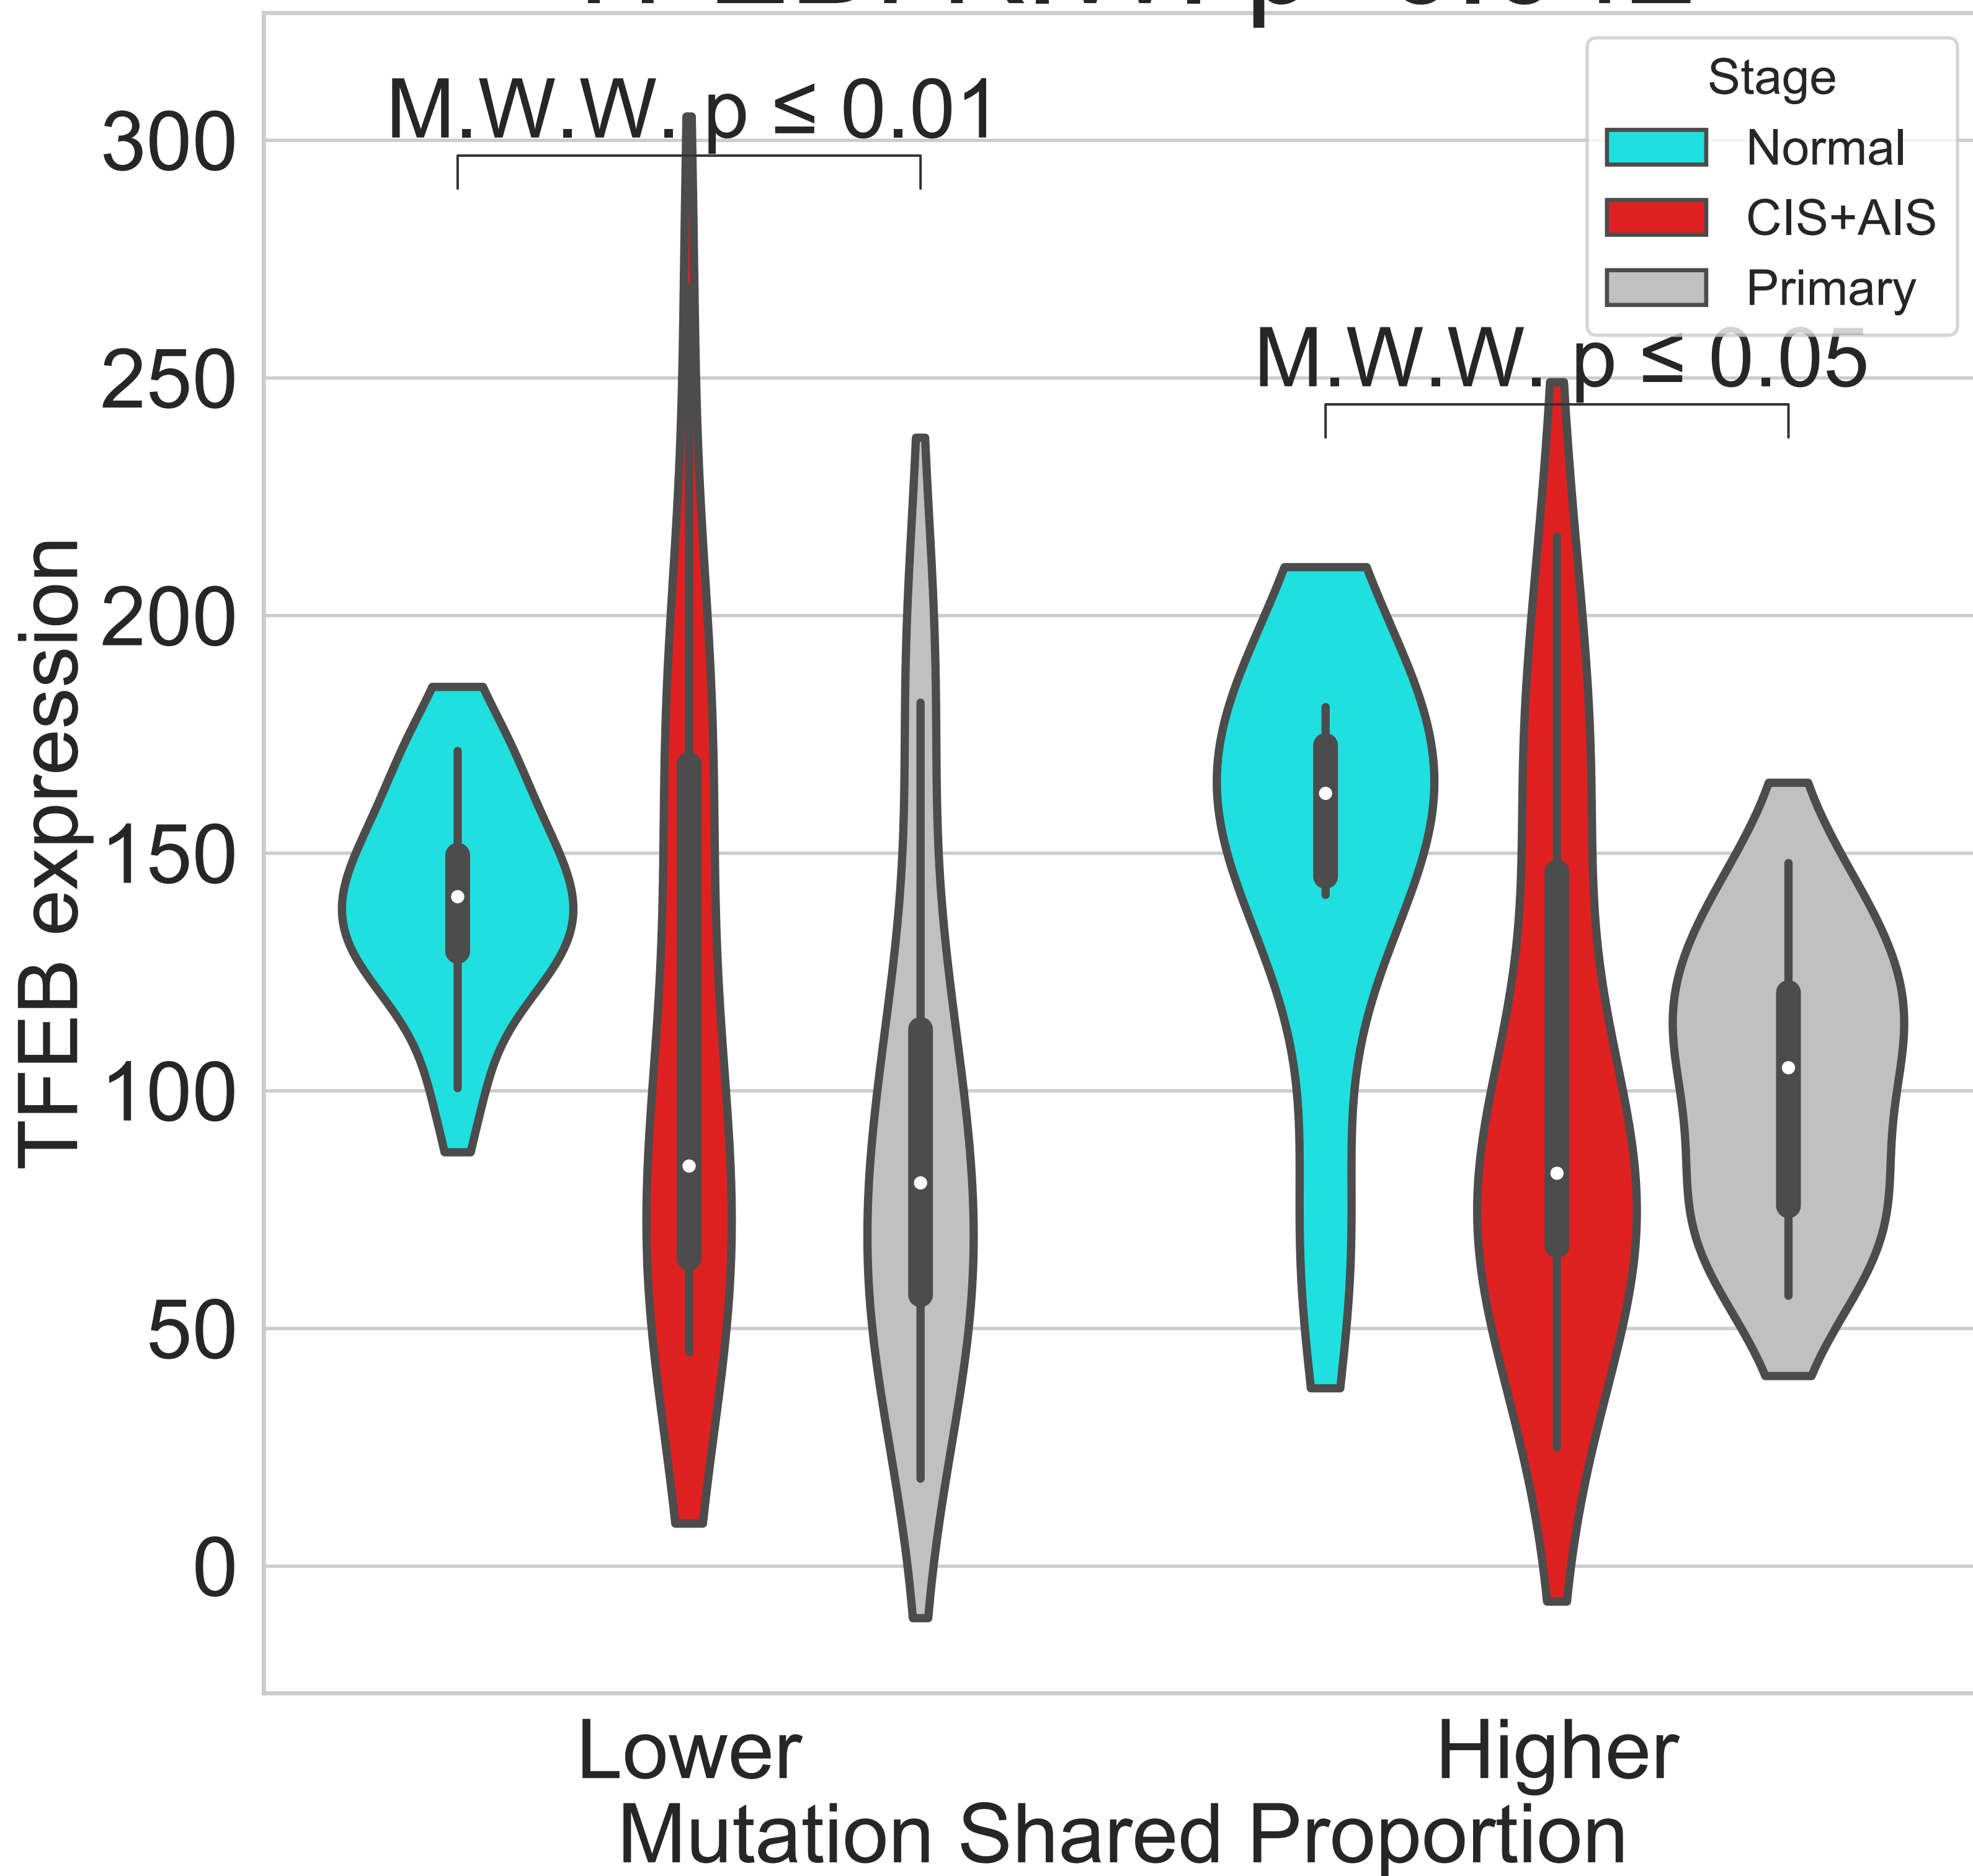 M.W.W. p ≤ 0.01
Stage
Normal
CIS+AIS
Primary
M.W.W. p ≤ 0.05
300
250
200
150
100
50
0
TFEB expression
Lower
Higher
Mutation Shared Proportion